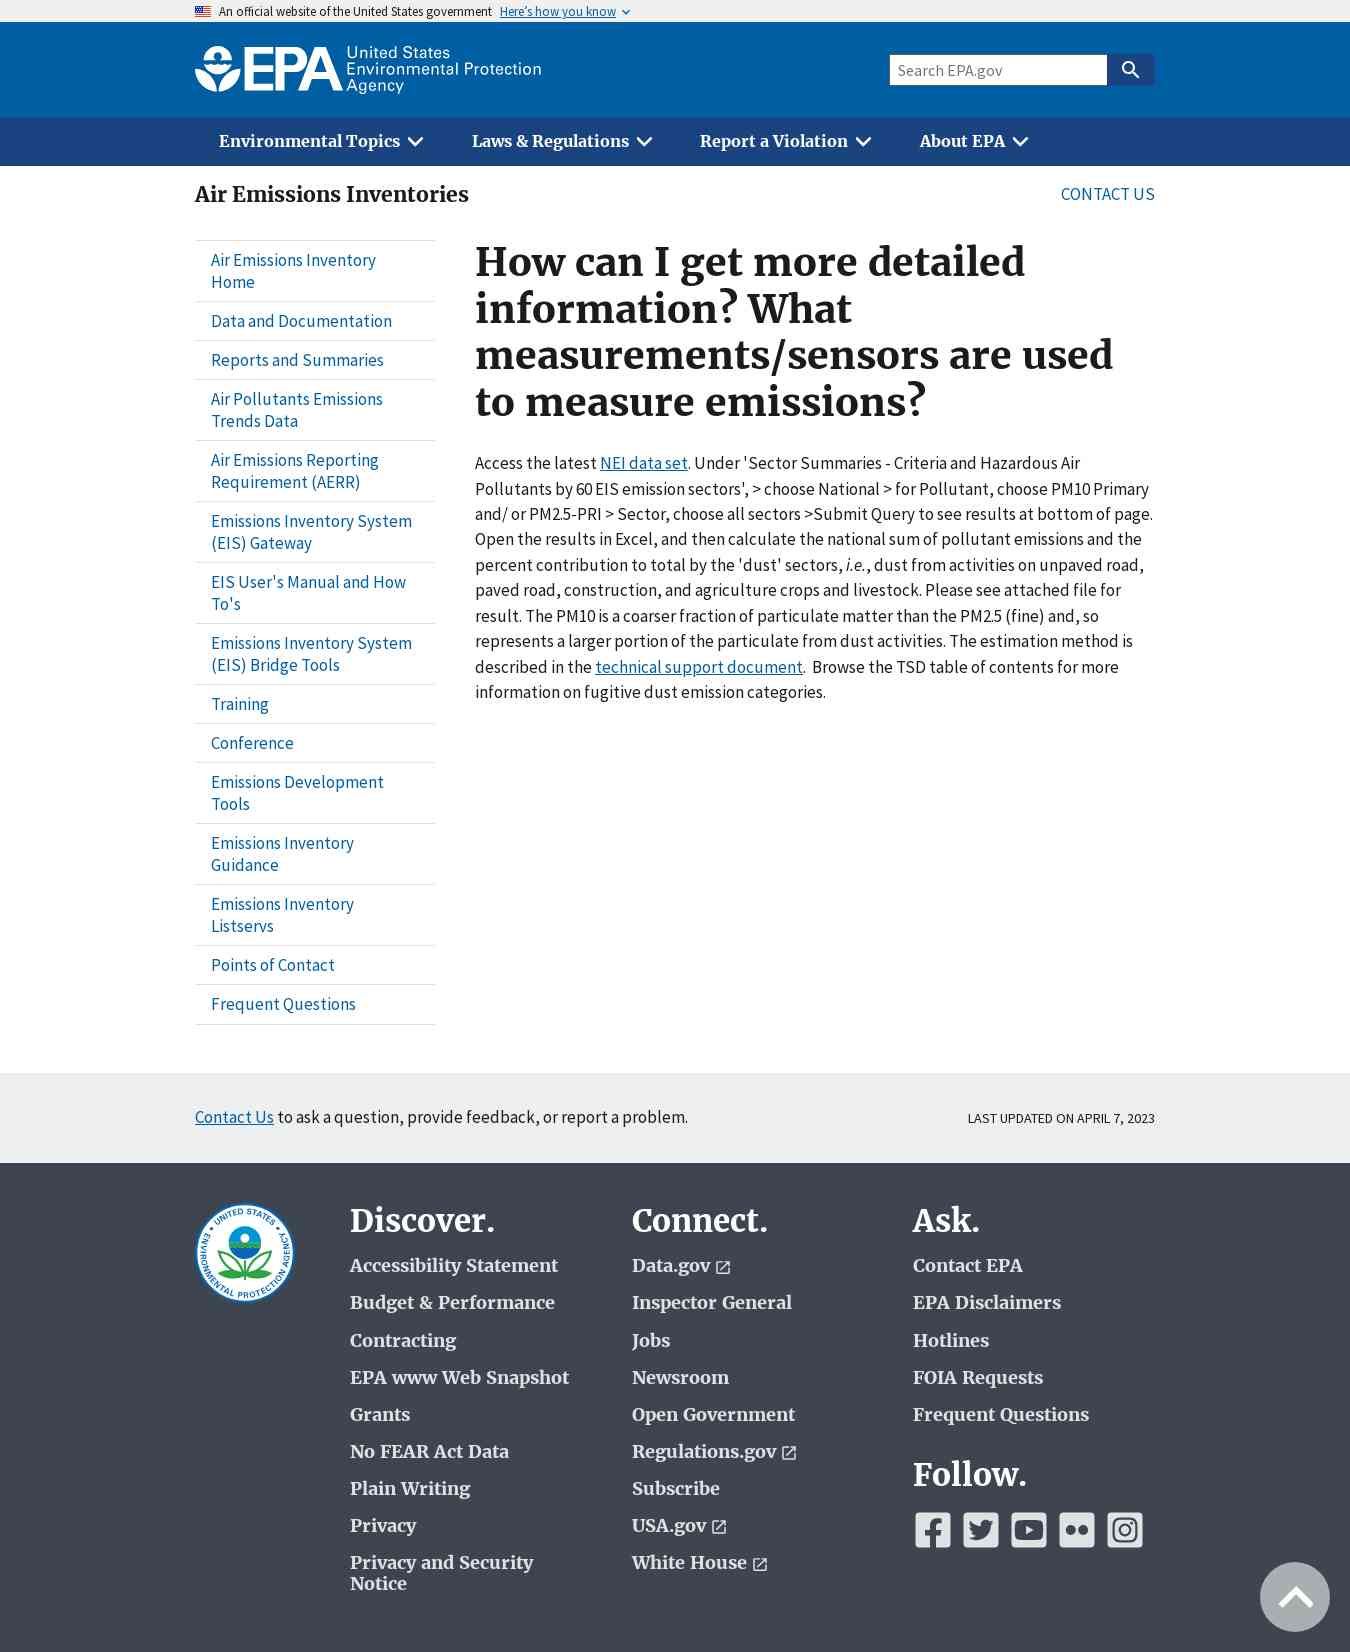 An official website of the United States government Here’s how you know
EPA United States
Environmental Protection
Agency
Search EPA.gov
Environmental Topics
Laws & Regulations
Report a Violation
About EPA
Air Emissions Inventories
CONTACT US
Air Emissions Inventory
Home
Data and Documentation
Reports and Summaries
Air Pollutants Emissions
Trends Data
Air Emissions Reporting
Requirement (AERR)
Emissions Inventory System
(EIS) Gateway
EIS User's Manual and How
To's
Emissions Inventory System
(EIS) Bridge Tools
Training
Conference
Emissions Development
Tools
Emissions Inventory
Guidance
Emissions Inventory
Listservs
Points of Contact
Frequent Questions
How can I get more detailed
information? What
measurements/sensors are used
to measure emissions?
Access the latest NEI data set. Under 'Sector Summaries - Criteria and Hazardous Air
Pollutants by 60 EIS emission sectors', > choose National > for Pollutant, choose PM10 Primary
and/ or PM2.5-PRI > Sector, choose all sectors >Submit Query to see results at bottom of page.
Open the results in Excel, and then calculate the national sum of pollutant emissions and the
percent contribution to total by the 'dust' sectors, i.e., dust from activities on unpaved road,
paved road, construction, and agriculture crops and livestock. Please see attached file for
result. The PM10 is a coarser fraction of particulate matter than the PM2.5 (fine) and, so
represents a larger portion of the particulate from dust activities. The estimation method is
described in the technical support document.  Browse the TSD table of contents for more
information on fugitive dust emission categories.
Contact Us to ask a question, provide feedback, or report a problem.
LAST UPDATED ON APRIL 7, 2023
UNITED STATES
ENVIRONMENTAL PROTECTION AGENCY
Discover.
Accessibility Statement
Budget & Performance
Contracting
EPA www Web Snapshot
Grants
No FEAR Act Data
Plain Writing
Privacy
Privacy and Security
Notice
Connect.
Data.gov
Inspector General
Jobs
Newsroom
Open Government
Regulations.gov
Subscribe
USA.gov
White House
Ask.
Contact EPA
EPA Disclaimers
Hotlines
FOIA Requests
Frequent Questions
Follow.